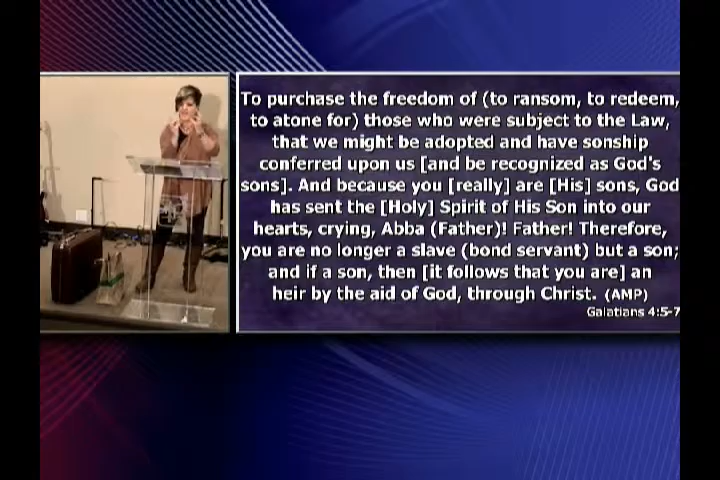 To purchase the freedom of (to ransom, to redeem,
to atone for) those who were subject to the Law,
that we might be adopted and have sonship
conferred upon us [and be recognized as God's
sons]. And because you [really] are [His] sons, God
has sent the [Holy] Spirit of His Son into our
hearts, crying, Abba (Father)! Father! Therefore,
you are no longer a slave (bond servant) but a son;
and if a son, then [it follows that you are] an
heir by the aid of God, through Christ. (AMP)
Galatians 4:5-7